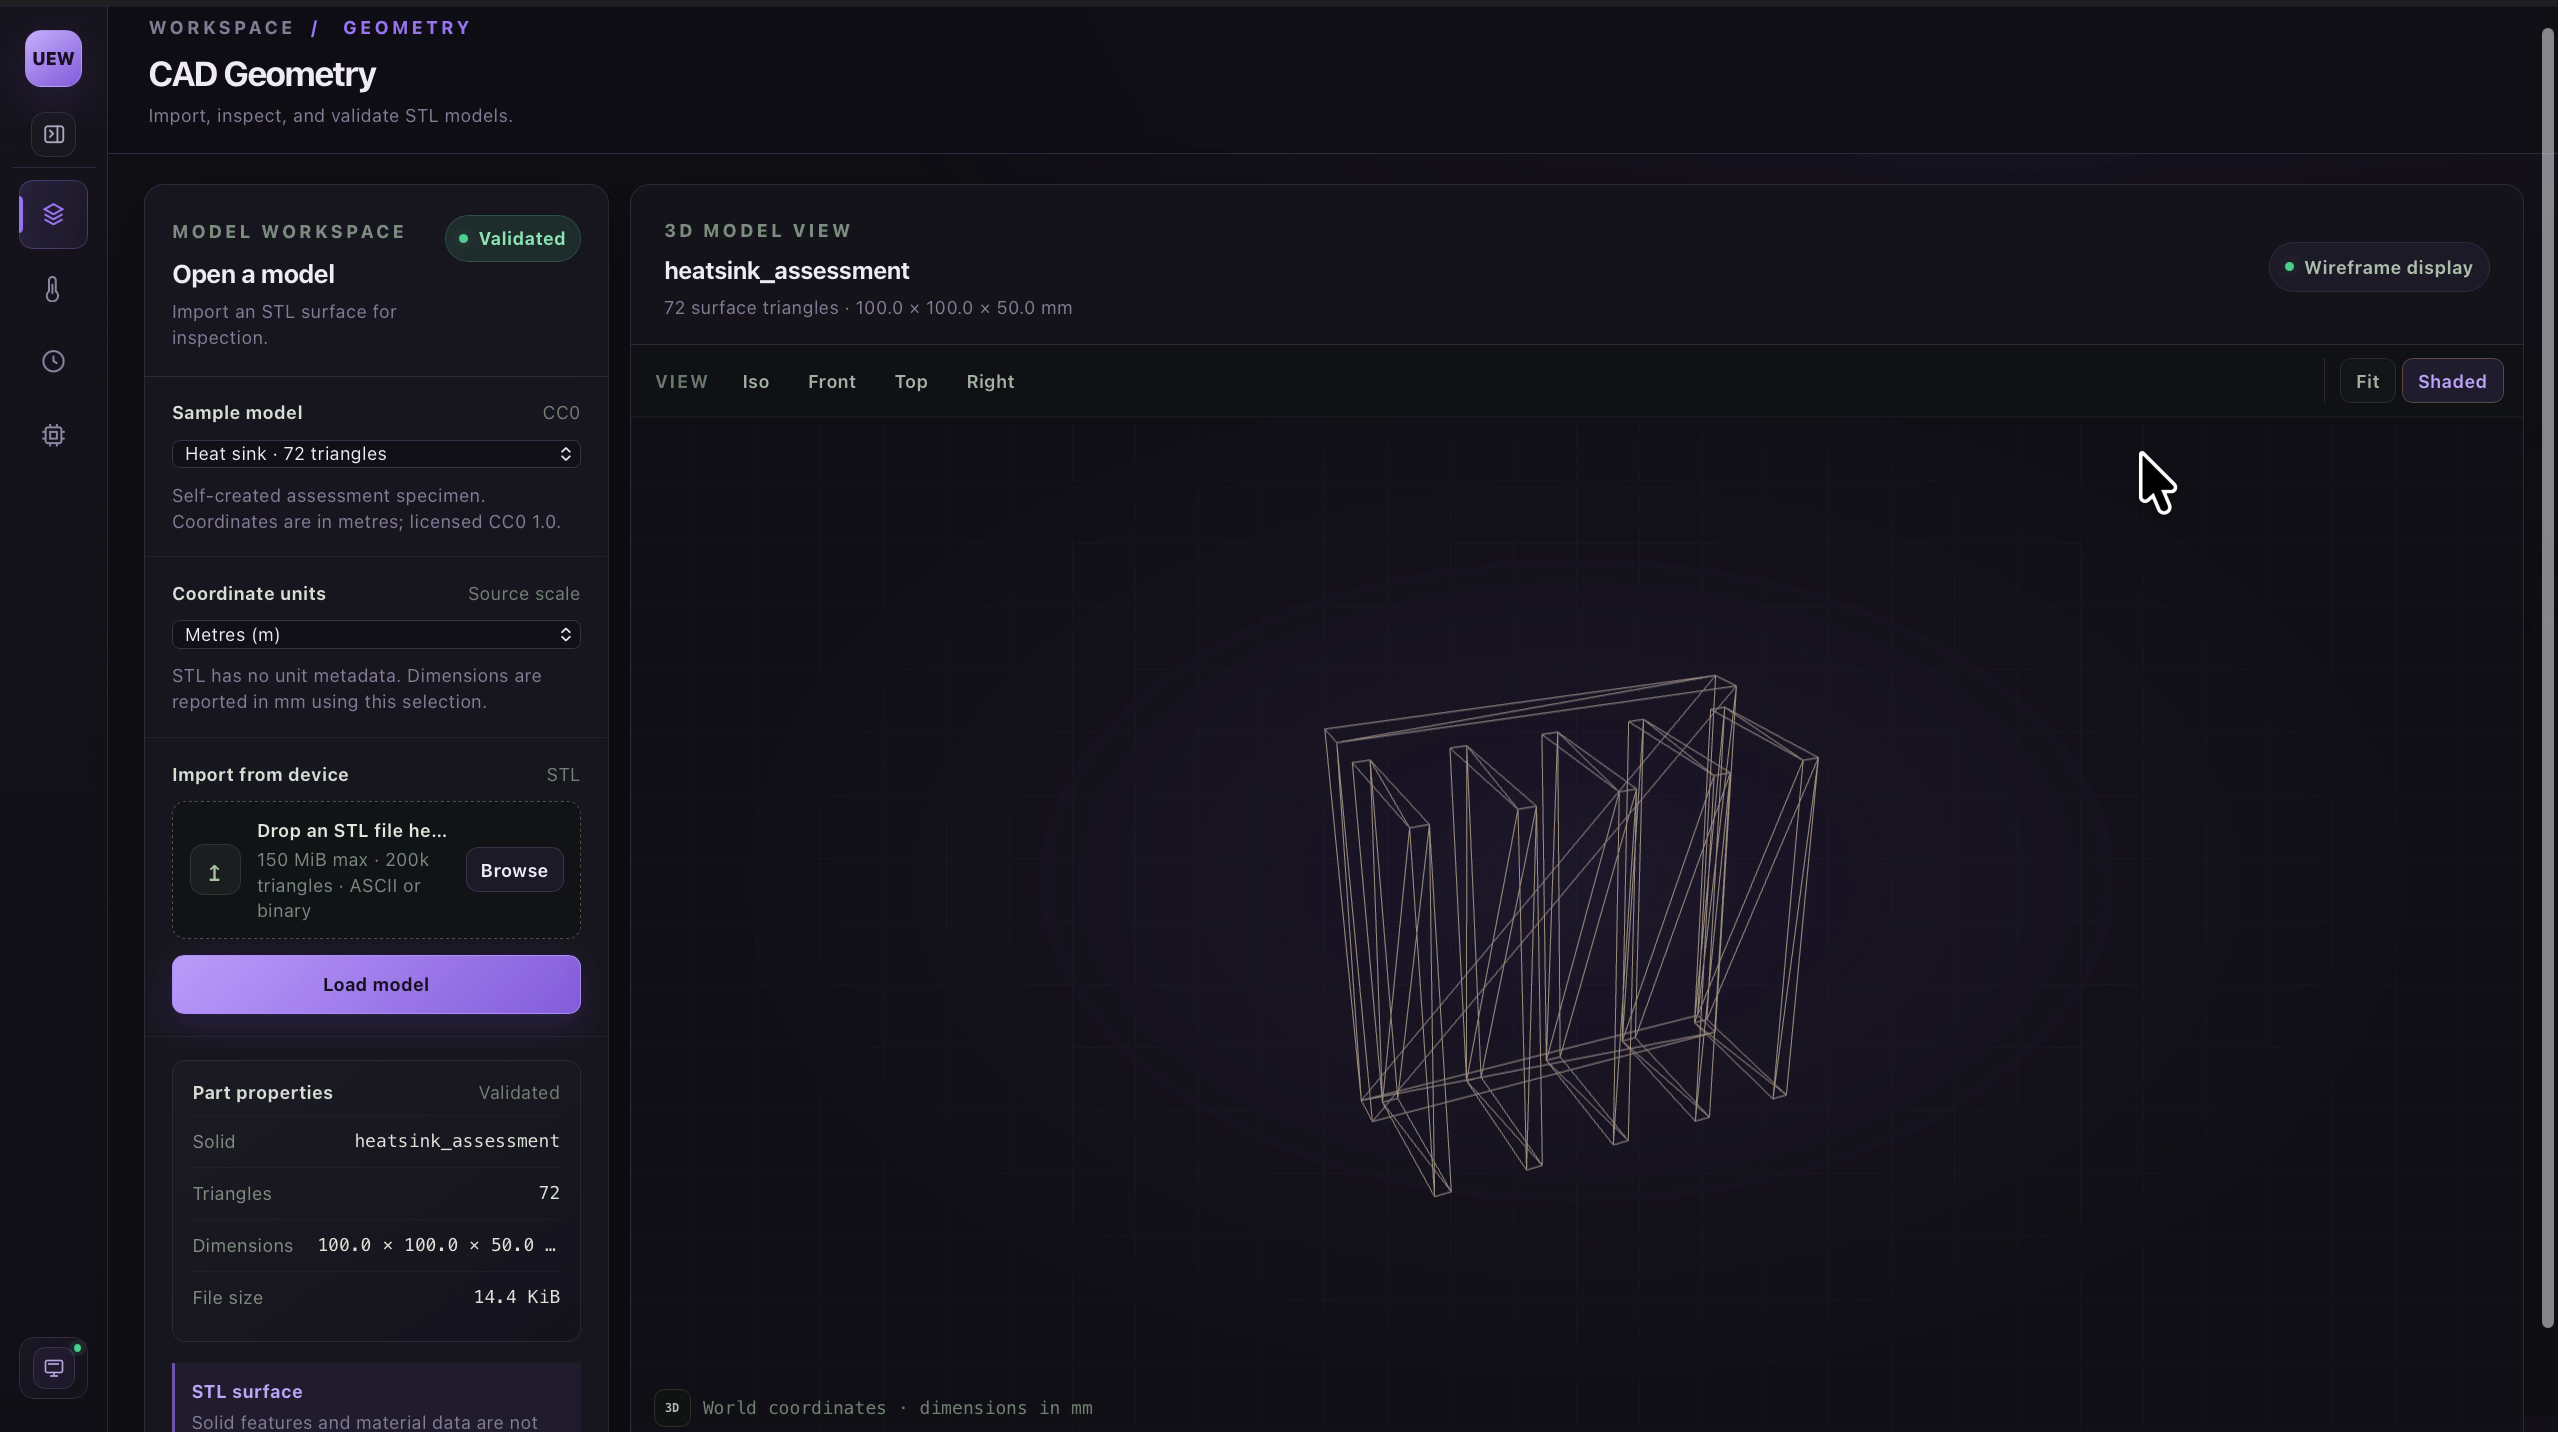 UEW
WORKSPACE / GEOMETRY
CAD Geometry
Import, inspect, and validate STL models.
MODEL WORKSPACE
Validated
Open a model
Import an STL surface for
inspection.
Sample model CC0
Heat sink · 72 triangles
Self-created assessment specimen.
Coordinates are in metres; licensed CC0 1.0.
Coordinate units Source scale
Metres (m)
STL has no unit metadata. Dimensions are
reported in mm using this selection.
Import from device STL
Drop an STL file he...
150 MiB max · 200k
triangles · ASCII or
binary
Browse
Load model
Part properties Validated
Solid heatsink_assessment
Triangles 72
Dimensions 100.0 × 100.0 × 50.0 …
File size 14.4 KiB
STL surface
Solid features and material data are not
3D MODEL VIEW
heatsink_assessment
72 surface triangles · 100.0 × 100.0 × 50.0 mm
Wireframe display
VIEW Iso Front Top Right
Fit Shaded
3D World coordinates · dimensions in mm